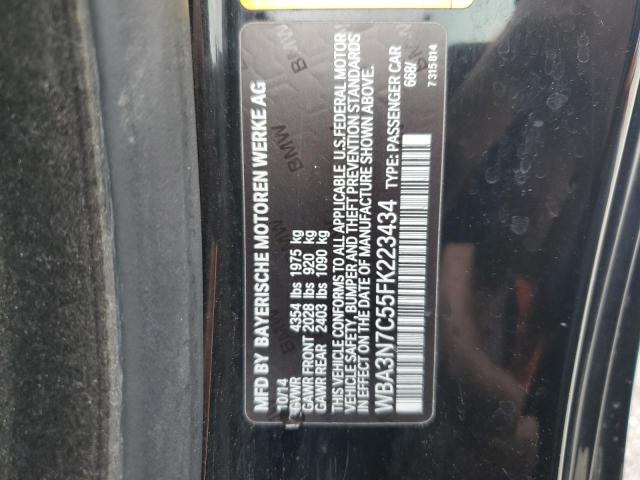 MFD BY BAYERISCHE MOTOREN WERKE AG
10/14
GVWR 4354 lbs 1975 kg
GAWR FRONT 2028 lbs 920 kg
GAWR REAR 2403 lbs 1090 kg
THIS VEHICLE CONFORMS TO ALL APPLICABLE U.S.FEDERAL MOTOR
VEHICLE SAFETY, BUMPER AND THEFT PREVENTION STANDARDS
IN EFFECT ON THE DATE OF MANUFACTURE SHOWN ABOVE.
WBA3N7C55FK223434 TYPE: PASSENGER CAR
668/
7 315 814
BMW
BMW
BMW